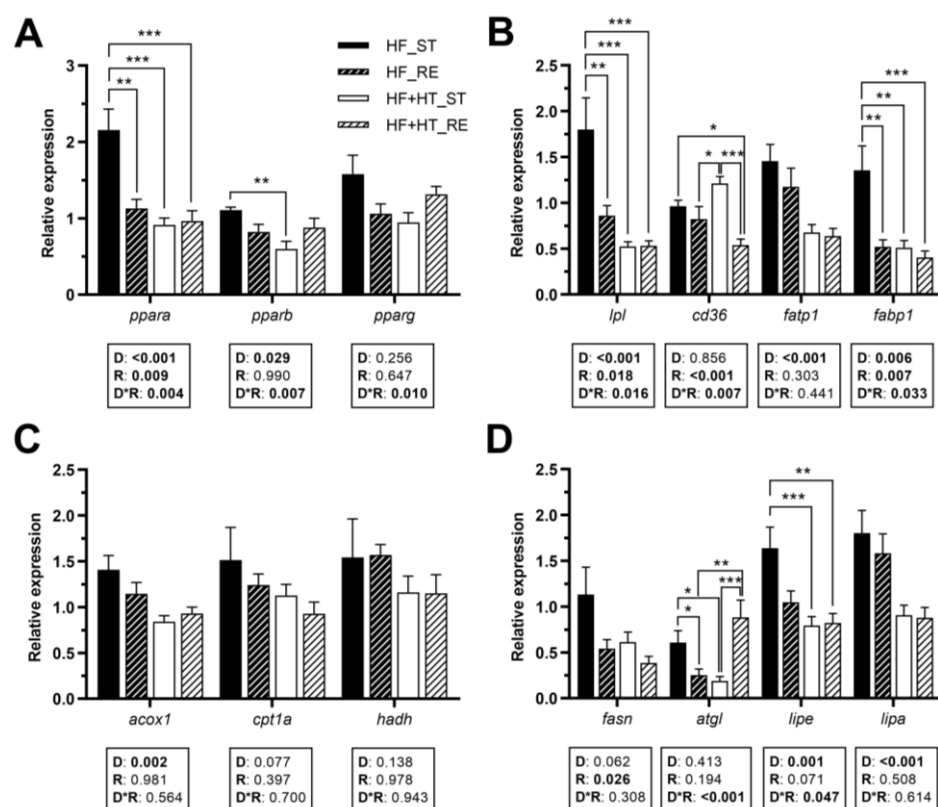 A
HF_ST
HF_RE
HF+HT_ST
HF+HT_RE
***
***
**
**
Relative expression
3
2
1
0
ppara
pparb
pparg
D: <0.001
R: 0.009
D*R: 0.004
D: 0.029
R: 0.990
D*R: 0.007
D: 0.256
R: 0.647
D*R: 0.010
B
***
***
**
*
*
***
***
**
**
Relative expression
2.5
2.0
1.5
1.0
0.5
0.0
lpl
cd36
fatp1
fabp1
D: <0.001
R: 0.018
D*R: 0.016
D: 0.856
R: <0.001
D*R: 0.007
D: <0.001
R: 0.303
D*R: 0.441
D: 0.006
R: 0.007
D*R: 0.033
C
Relative expression
2.5
2.0
1.5
1.0
0.5
0.0
acox1
cpt1a
hadh
D: 0.002
R: 0.981
D*R: 0.564
D: 0.077
R: 0.397
D*R: 0.700
D: 0.138
R: 0.978
D*R: 0.943
D
**
***
**
*
***
*
Relative expression
2.5
2.0
1.5
1.0
0.5
0.0
fasn
atgl
lipe
lipa
D: 0.062
R: 0.026
D*R: 0.308
D: 0.413
R: 0.194
D*R: <0.001
D: 0.001
R: 0.071
D*R: 0.047
D: <0.001
R: 0.508
D*R: 0.614